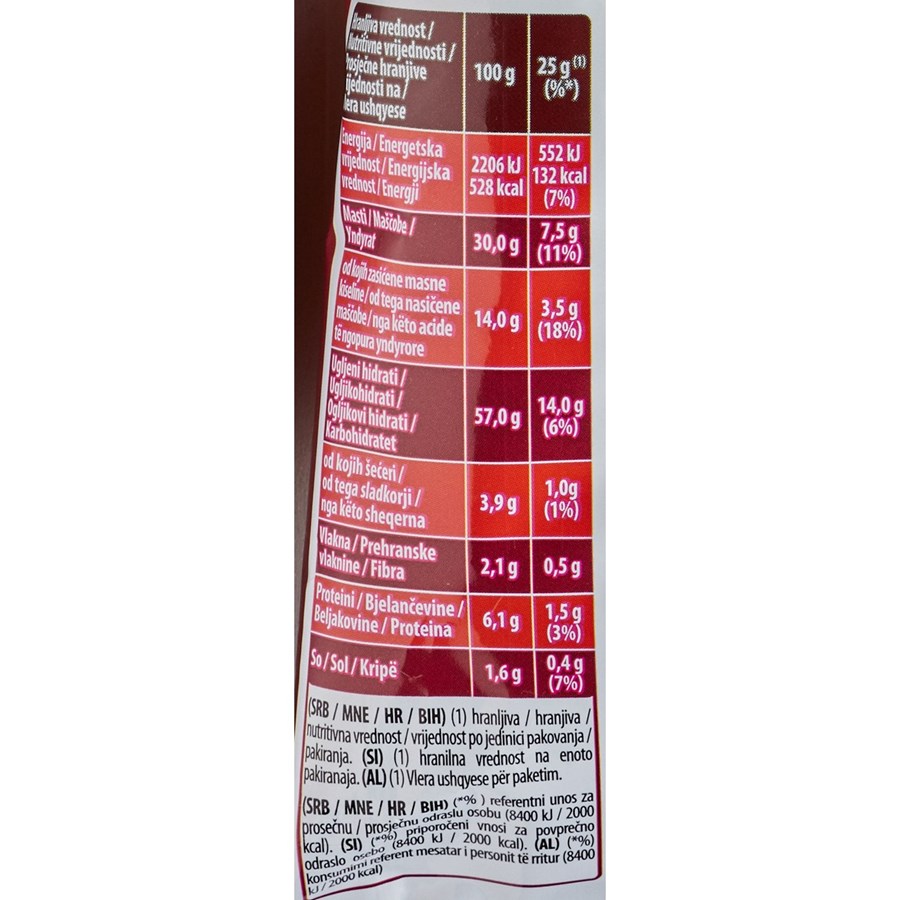 Hranljiva vrednost /
Nutritivne vrijednosti /
Prosječne hranjive
vrijednosti na /
Vlera ushqyese
100 g
25 g (1)
(%*)
Energija / Energetska
vrijednost / Energijska
vrednost / Energji
2206 kJ
528 kcal
552 kJ
132 kcal
(7%)
Masti / Maščobe /
Yndyrat
30,0 g
7,5 g
(11%)
od kojih zasićene masne
kiseline / od tega nasičene
maščobe / nga këto acide
të ngopura yndyrore
14,0 g
3,5 g
(18%)
Ugljeni hidrati /
Ugljikohidrati /
Ogljikovi hidrati /
Karbohidratet
57,0 g
14,0 g
(6%)
od kojih šećeri /
od tega sladkorji /
nga këto sheqerna
3,9 g
1,0g
(1%)
Vlakna / Prehranske
vlaknine / Fibra
2,1 g
0,5 g
Proteini / Bjelančevine /
Beljakovine / Proteina
6,1 g
1,5 g
(3%)
So / Sol / Kripë
1,6 g
0,4 g
(7%)
(SRB / MNE / HR / BIH) (1) hranljiva / hranjiva /
nutritivna vrednost / vrijednost po jedinici pakovanja /
pakiranja. (SI) (1) hranilna vrednost na enoto
pakiranaja. (AL) (1) Vlera ushqyese për paketim.
(SRB / MNE / HR / BIH) (*% ) referentni unos za
prosečnu / prosječnu odraslu osobu (8400 kJ / 2000
kcal). (SI) (*%) priporočeni vnosi za povprečno
odraslo osebo (8400 kJ / 2000 kcal). (AL) (*%)
konsumimi referent mesatar i personit të rritur (8400
kJ / 2000 kcal)